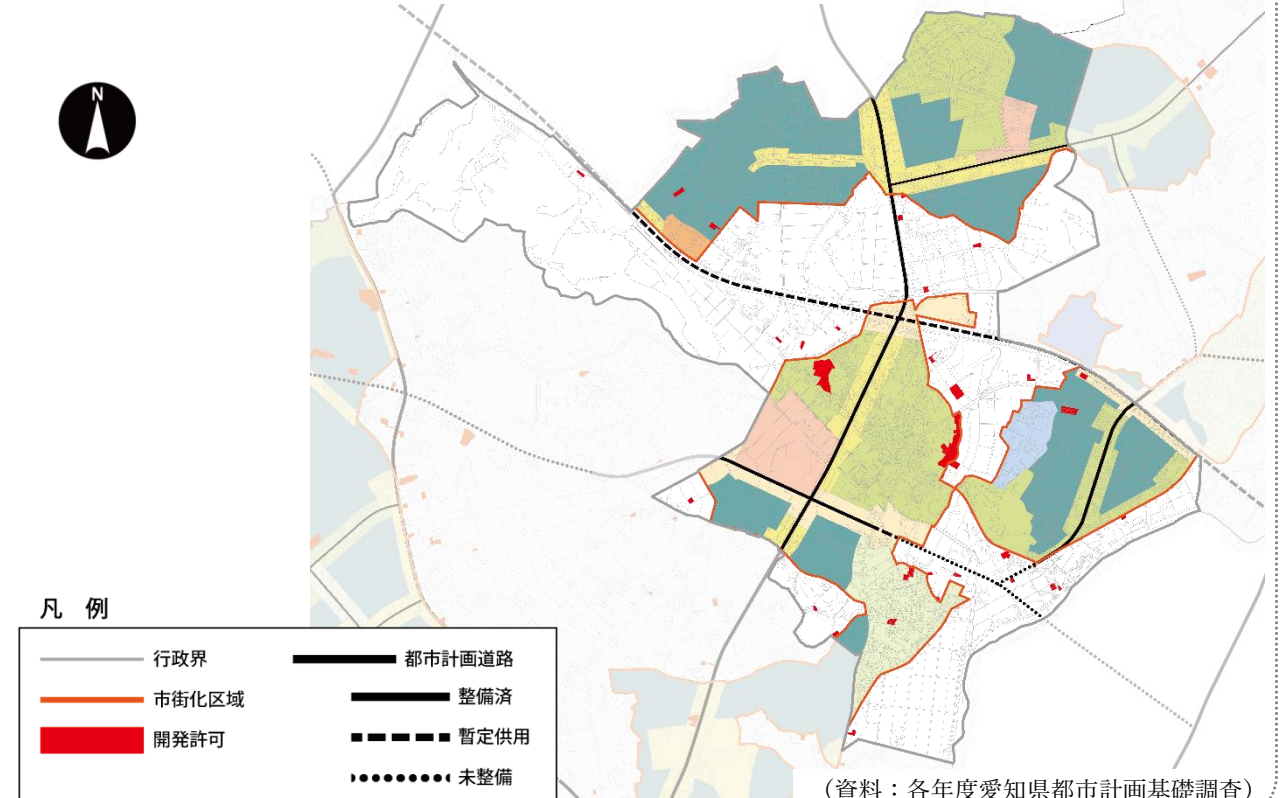 N
凡 例
行政界
都市計画道路
市街化区域
整備済
開発許可
暫定供用
未整備
(資料：各年度愛知県都市計画基礎調査)